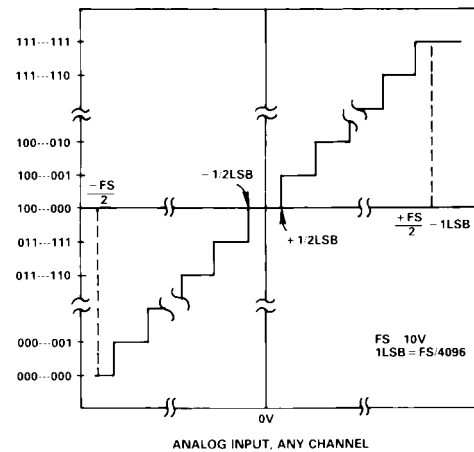 111...111
111...110
100...010
100...001
100...000
011...111
011...110
000...001
000...000
−FS
2
−1/2LSB
+1/2LSB
+FS
2
−1LSB
FS 10V
1LSB = FS/4096
0V
ANALOG INPUT, ANY CHANNEL